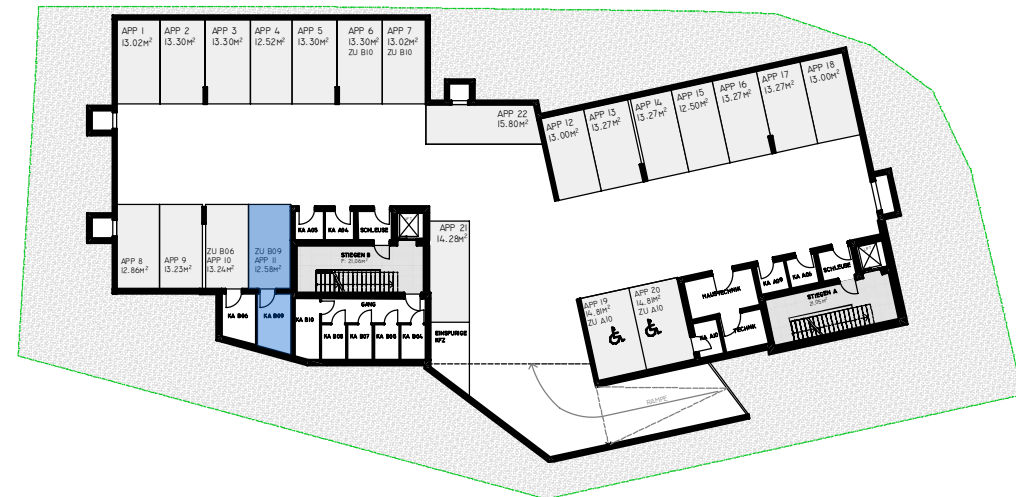 APP 1
13.02M²
APP 2
13.30M²
APP 3
13.30M²
APP 4
12.52M²
APP 5
13.30M²
APP 6
13.30M²
ZU B10
APP 7
13.02M²
ZU B10
APP 22
15.80M²
APP 12
13.00M²
APP 13
13.27M²
APP 14
13.27M²
APP 15
12.50M²
APP 16
13.27M²
APP 17
13.27M²
APP 18
13.00M²
APP 8
12.86M²
APP 9
13.23M²
ZU B06
APP 10
13.24M²
ZU B09
APP 11
12.58M²
KA A05
KA A04
SCHLEUSE
STIEGEN B
F: 21.06M²
APP 21
14.28M²
KA B06
KA B09
KA B10
GANG
KA B08
KA B07
KA B05
KA B04
EINSPURIGE
KFZ
APP 19
14.81M²
ZU A10
APP 20
14.81M²
ZU A10
HAUPTTECHNIK
KA A09
KA A06
SCHLEUSE
STIEGEN A
KA A10
TECHNIK
RAMPE